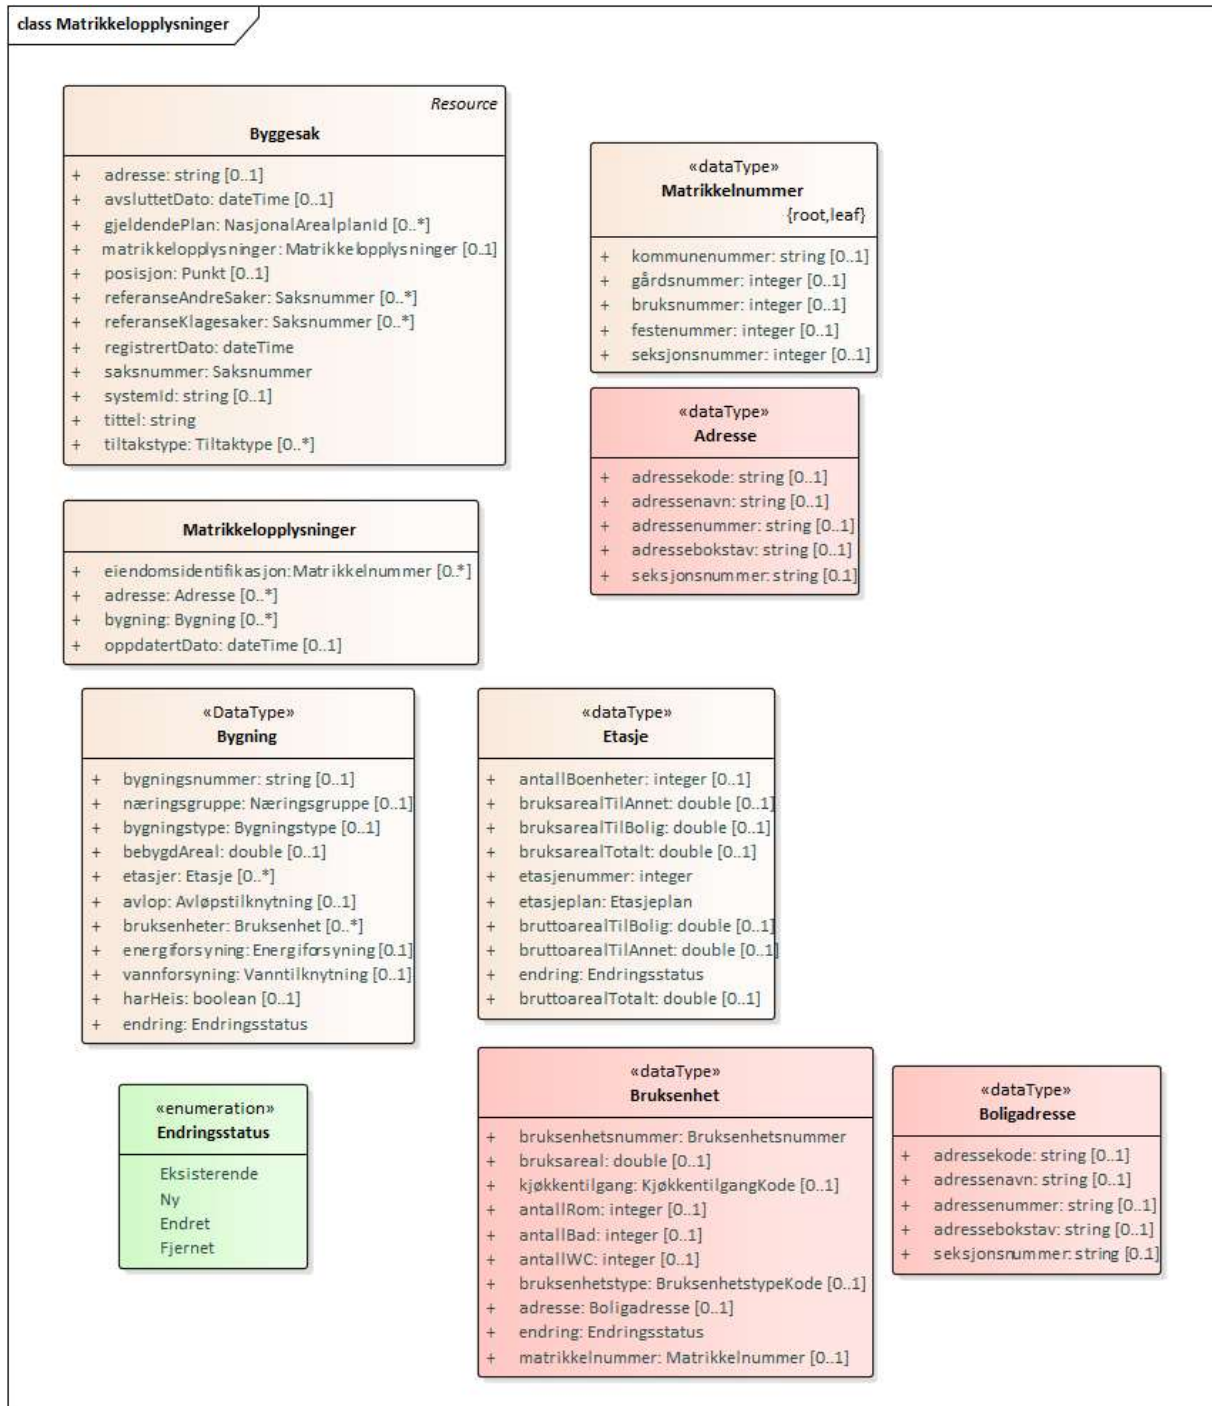 class Matrikkelopplysninger
Resource
Byggesak
+ adresse: string [0..1]
+ avsluttetDato: dateTime [0..1]
+ gjeldendePlan: NasjonalArealplanId [0..*]
+ matrikkelopplysninger: Matrikkelopplysninger [0..1]
+ posisjon: Punkt [0..1]
+ referanseAndreSaker: Saksnummer [0..*]
+ referanseKlagesaker: Saksnummer [0..*]
+ registrertDato: dateTime
+ saksnummer: Saksnummer
+ systemId: string [0..1]
+ tittel: string
+ tiltakstype: Tiltaktype [0..*]
«dataType»
Matrikkelnummer
{root,leaf}
+ kommunenummer: string [0..1]
+ gårdsnummer: integer [0..1]
+ bruksnummer: integer [0..1]
+ festenummer: integer [0..1]
+ seksjonsnummer: integer [0..1]
«dataType»
Adresse
+ adressekode: string [0..1]
+ adressenavn: string [0..1]
+ adressenummer: string [0..1]
+ adressebokstav: string [0..1]
+ seksjonsnummer: string [0..1]
Matrikkelopplysninger
+ eiendomsidentifikasjon:Matrikkelnummer [0..*]
+ adresse: Adresse [0..*]
+ bygning: Bygning [0..*]
+ oppdatertDato: dateTime [0..1]
«DataType»
Bygning
+ bygningsnummer: string [0..1]
+ næringsgruppe: Næringsgruppe [0..1]
+ bygningstype: Bygningstype [0..1]
+ bebygdAreal: double [0..1]
+ etasjer: Etasje [0..*]
+ avlop: Avløpstilknytning [0..1]
+ bruksenheter: Bruksenhet [0..*]
+ energiforsyning: Energiforsyning [0..1]
+ vannforsyning: Vanntilknytning [0..1]
+ harHeis: boolean [0..1]
+ endring: Endringsstatus
«dataType»
Etasje
+ antallBoenheter: integer [0..1]
+ bruksarealTilAnnet: double [0..1]
+ bruksarealTilBolig: double [0..1]
+ bruksarealTotalt: double [0..1]
+ etasjenummer: integer
+ etasjeplan: Etasjeplan
+ bruttoarealTilBolig: double [0..1]
+ bruttoarealTilAnnet: double [0..1]
+ endring: Endringsstatus
+ bruttoarealTotalt: double [0..1]
«enumeration»
Endringsstatus
Eksisterende
Ny
Endret
Fjernet
«dataType»
Bruksenhet
+ bruksenhetsnummer: Bruksenhetsnummer
+ bruksareal: double [0..1]
+ kjøkkentilgang: KjøkkentilgangKode [0..1]
+ antallRom: integer [0..1]
+ antallBad: integer [0..1]
+ antallWC: integer [0..1]
+ bruksenhetstype: BruksenhetstypeKode [0..1]
+ adresse: Boligadresse [0..1]
+ endring: Endringsstatus
+ matrikkelnummer: Matrikkelnummer [0..1]
«dataType»
Boligadresse
+ adressekode: string [0..1]
+ adressenavn: string [0..1]
+ adressenummer: string [0..1]
+ adressebokstav: string [0..1]
+ seksjonsnummer: string [0..1]